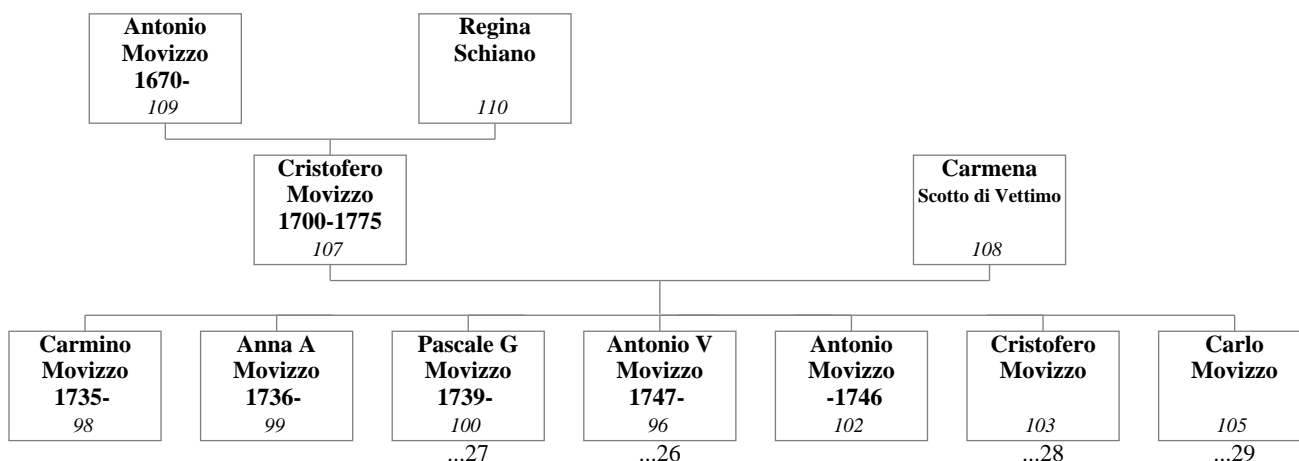 Antonio
Movizzo
1670-
109
Regina
Schiano
110
Cristofero
Movizzo
1700-1775
107
Carmena
Scotto di Vettimo
108
Carmino
Movizzo
1735-
98
Anna A
Movizzo
1736-
99
Pascale G
Movizzo
1739-
100
...27
Antonio V
Movizzo
1747-
96
...26
Antonio
Movizzo
-1746
102
Cristofero
Movizzo
103
...28
Carlo
Movizzo
105
...29